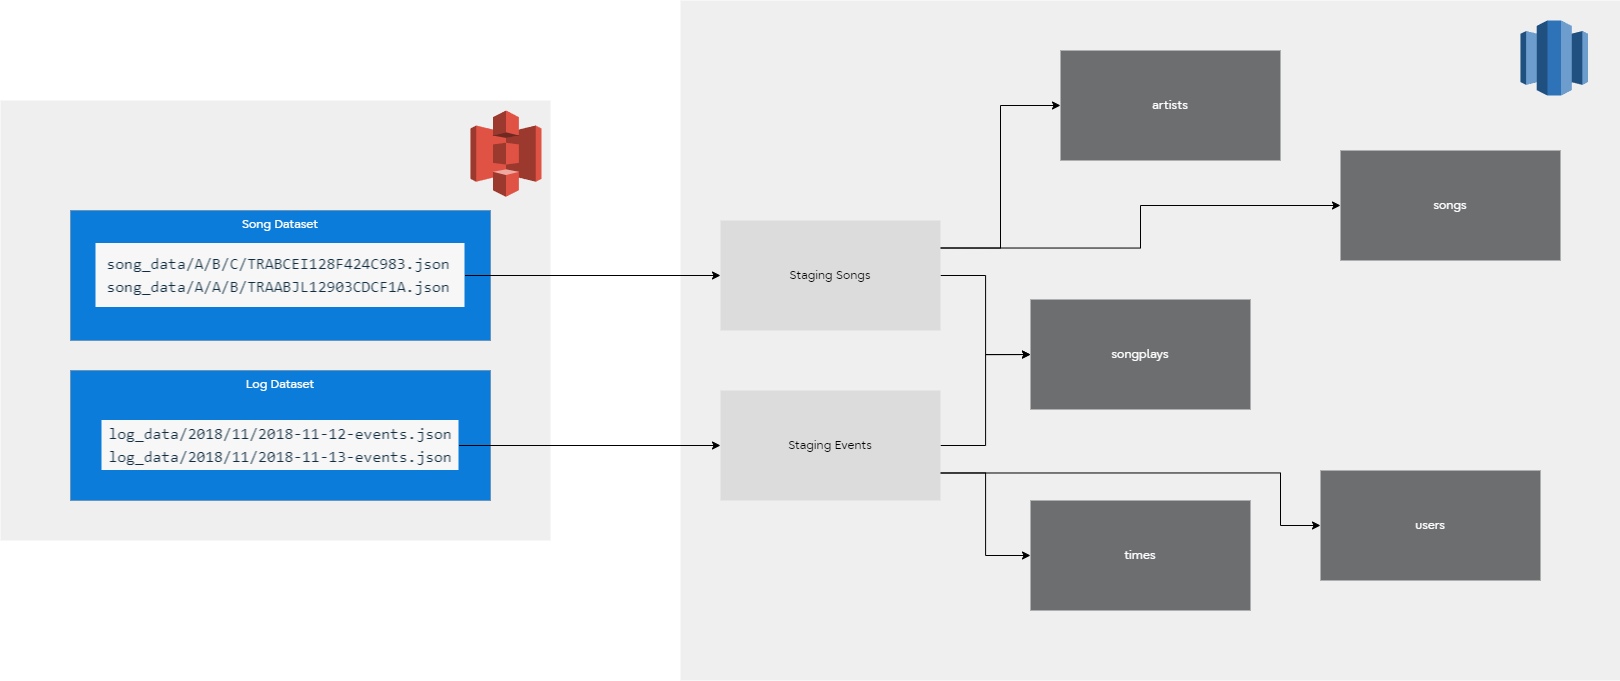 Song Dataset
song_data/A/B/C/TRABCEI128F424C983.json
song_data/A/A/B/TRAABJL12903CDCF1A.json
Log Dataset
log_data/2018/11/2018-11-12-events.json
log_data/2018/11/2018-11-13-events.json
Staging Songs
Staging Events
artists
songs
songplays
times
users